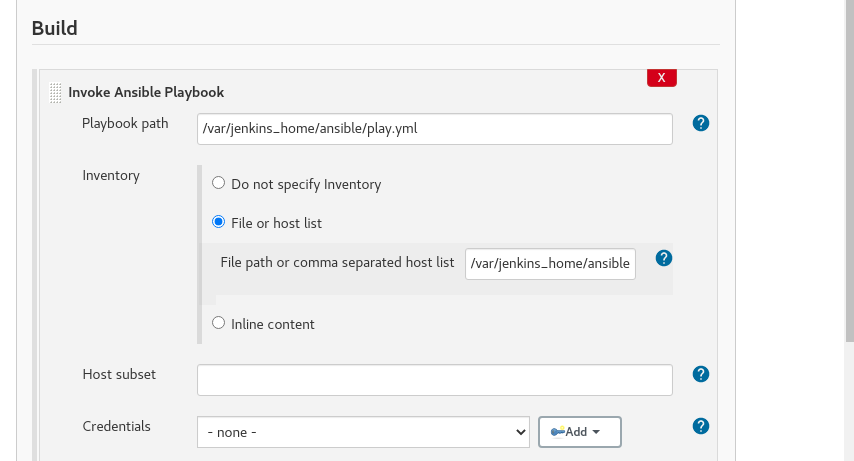 Build
X
Invoke Ansible Playbook
Playbook path
/var/jenkins_home/ansible/play.yml
?
Inventory
Do not specify Inventory
File or host list
File path or comma separated host list
/var/jenkins_home/ansible
?
Inline content
Host subset
?
Credentials
- none -
Add
?